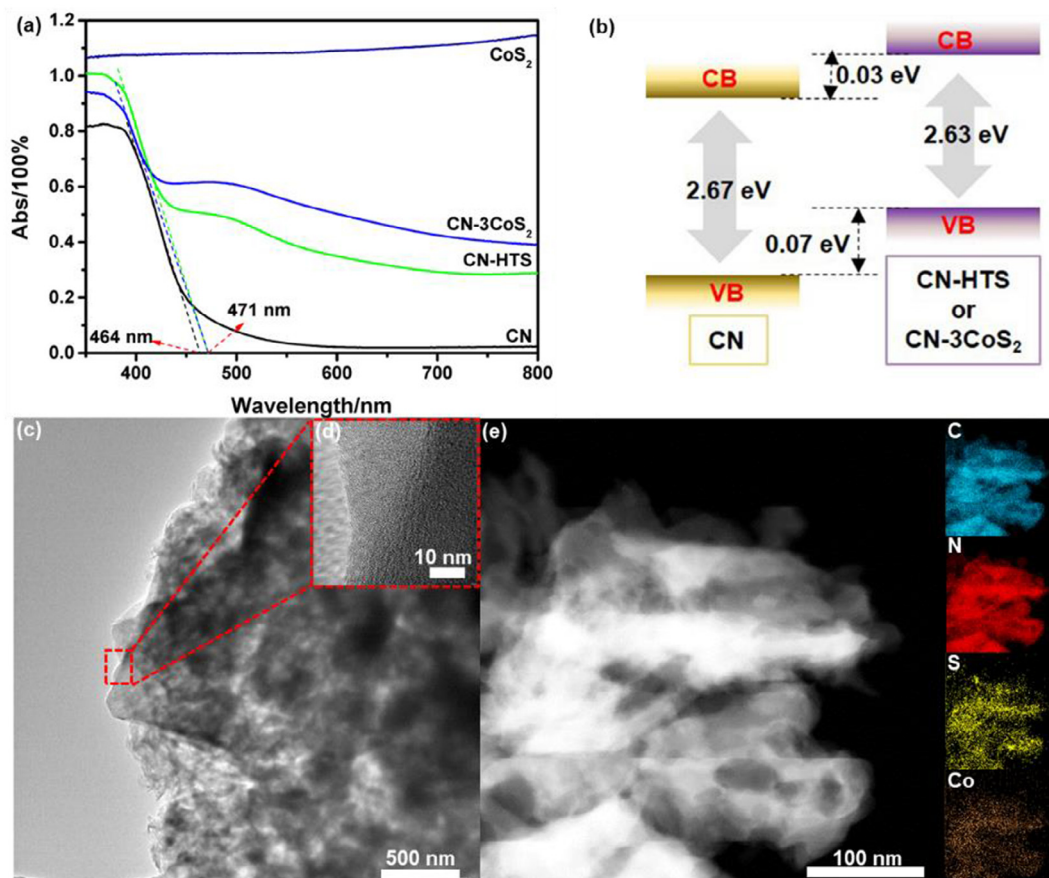 (a)
1.2
1.0
0.8
0.6
0.4
0.2
0.0
Abs/100%
CoS₂
CN-3CoS₂
CN-HTS
CN
464 nm
471 nm
400
500
600
700
800
Wavelength/nm
(b)
CB
CB
0.03 eV
2.67 eV
2.63 eV
VB
VB
0.07 eV
CN
CN-HTS
or
CN-3CoS₂
(c)
(d)
10 nm
500 nm
(e)
100 nm
C
N
S
Co